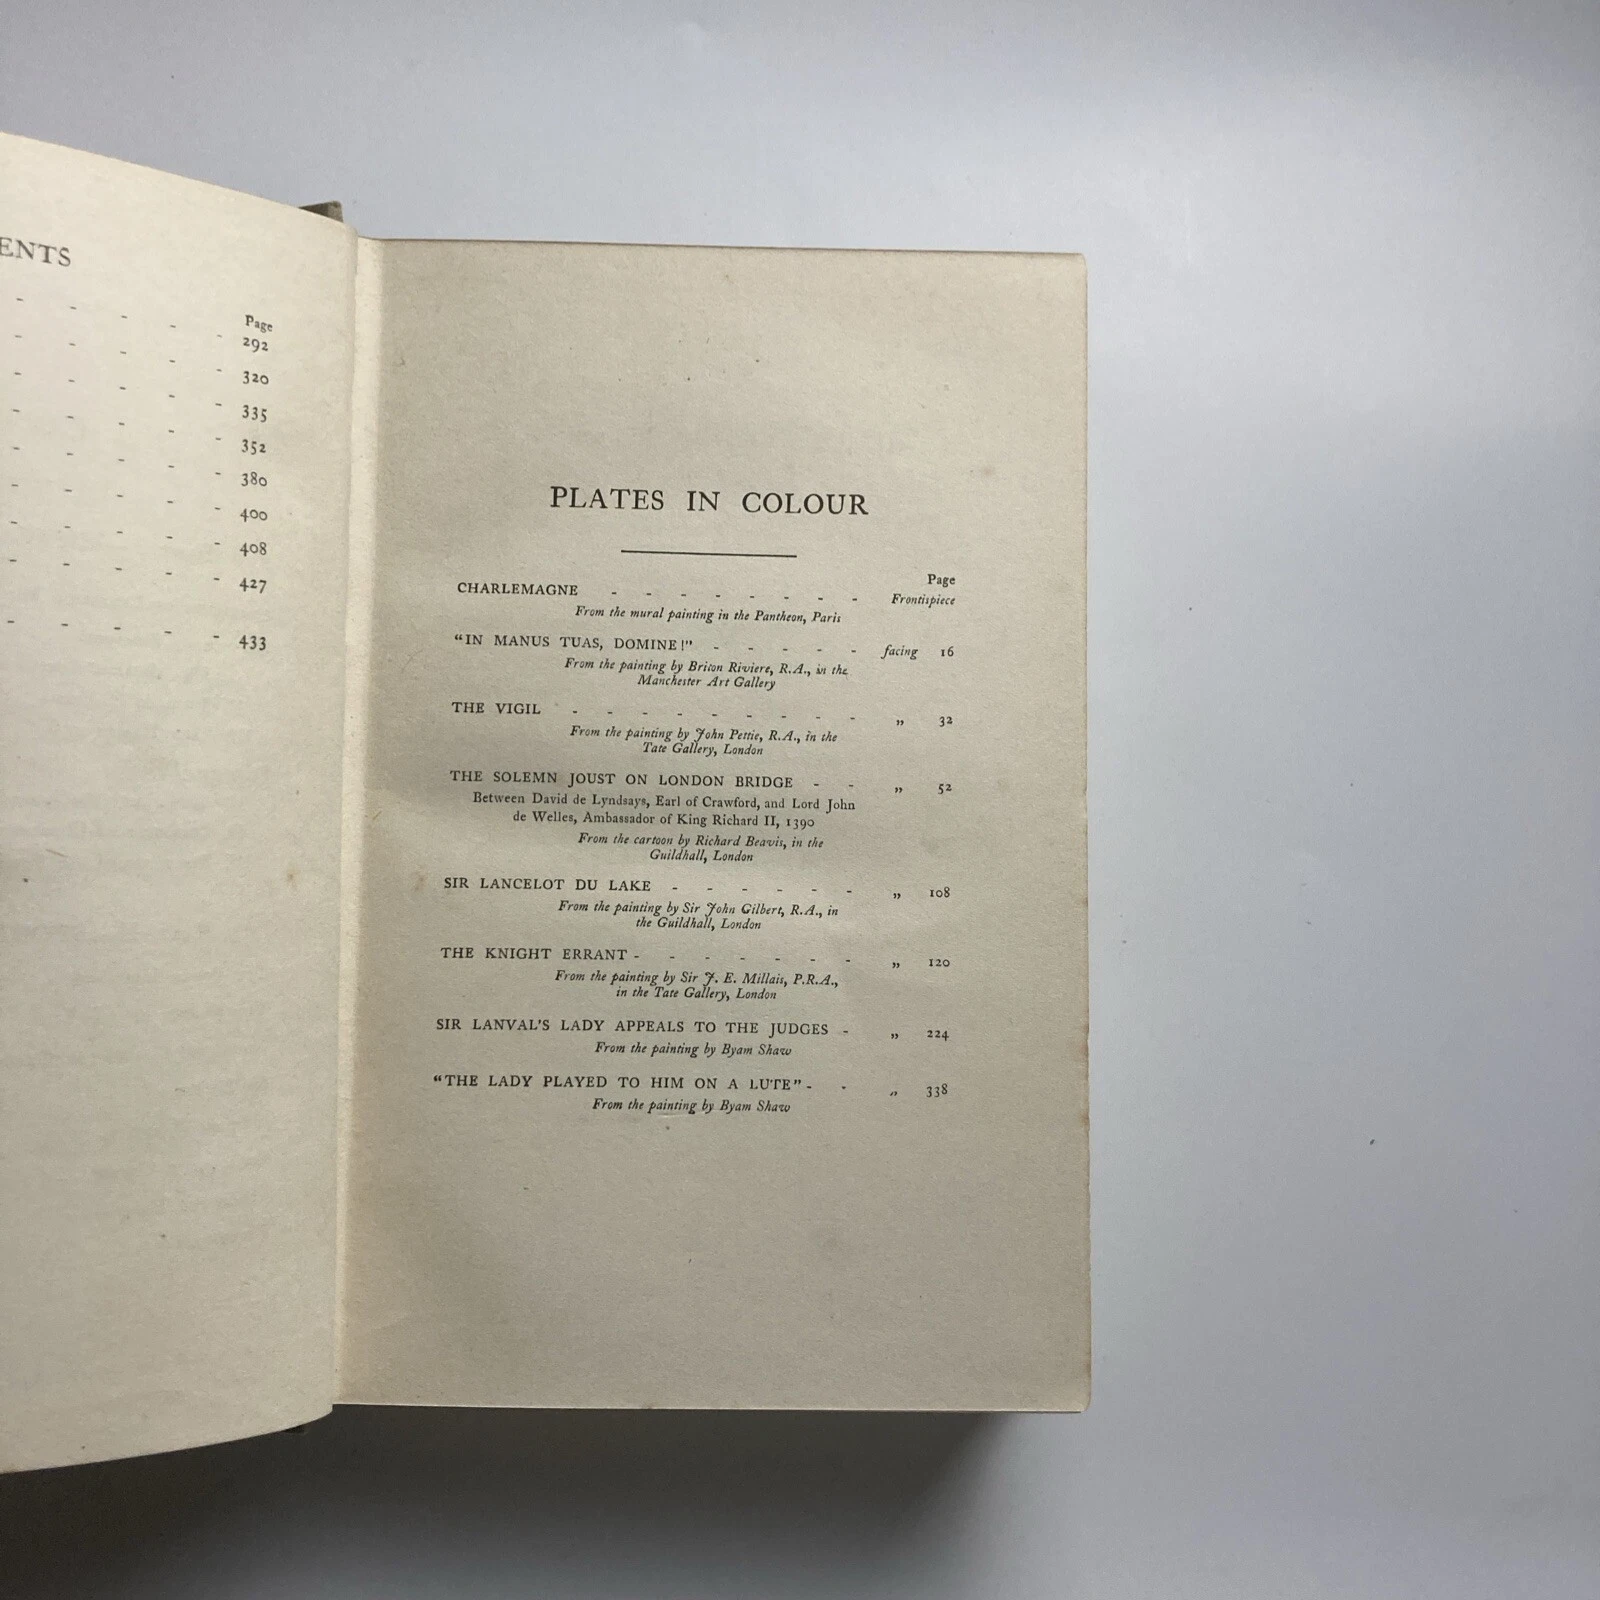 ENTS
Page
- - - - - 292
- - - - - 320
- - - - - 335
- - - - - 352
- - - - - 380
- - - - - 400
- - - - - 408
- - - - - 427
- - - - - 433
PLATES IN COLOUR
Page
CHARLEMAGNE - - - - - - - - Frontispiece
From the mural painting in the Pantheon, Paris
"IN MANUS TUAS, DOMINE!" - - - - - facing 16
From the painting by Briton Riviere, R.A., in the
Manchester Art Gallery
THE VIGIL - - - - - - - - - „ 32
From the painting by John Pettie, R.A., in the
Tate Gallery, London
THE SOLEMN JOUST ON LONDON BRIDGE - - „ 52
Between David de Lyndsays, Earl of Crawford, and Lord John
de Welles, Ambassador of King Richard II, 1390
From the cartoon by Richard Beavis, in the
Guildhall, London
SIR LANCELOT DU LAKE - - - - - - „ 108
From the painting by Sir John Gilbert, R.A., in
the Guildhall, London
THE KNIGHT ERRANT - - - - - - - „ 120
From the painting by Sir J. E. Millais, P.R.A.,
in the Tate Gallery, London
SIR LANVAL'S LADY APPEALS TO THE JUDGES - „ 224
From the painting by Byam Shaw
"THE LADY PLAYED TO HIM ON A LUTE" - - „ 338
From the painting by Byam Shaw